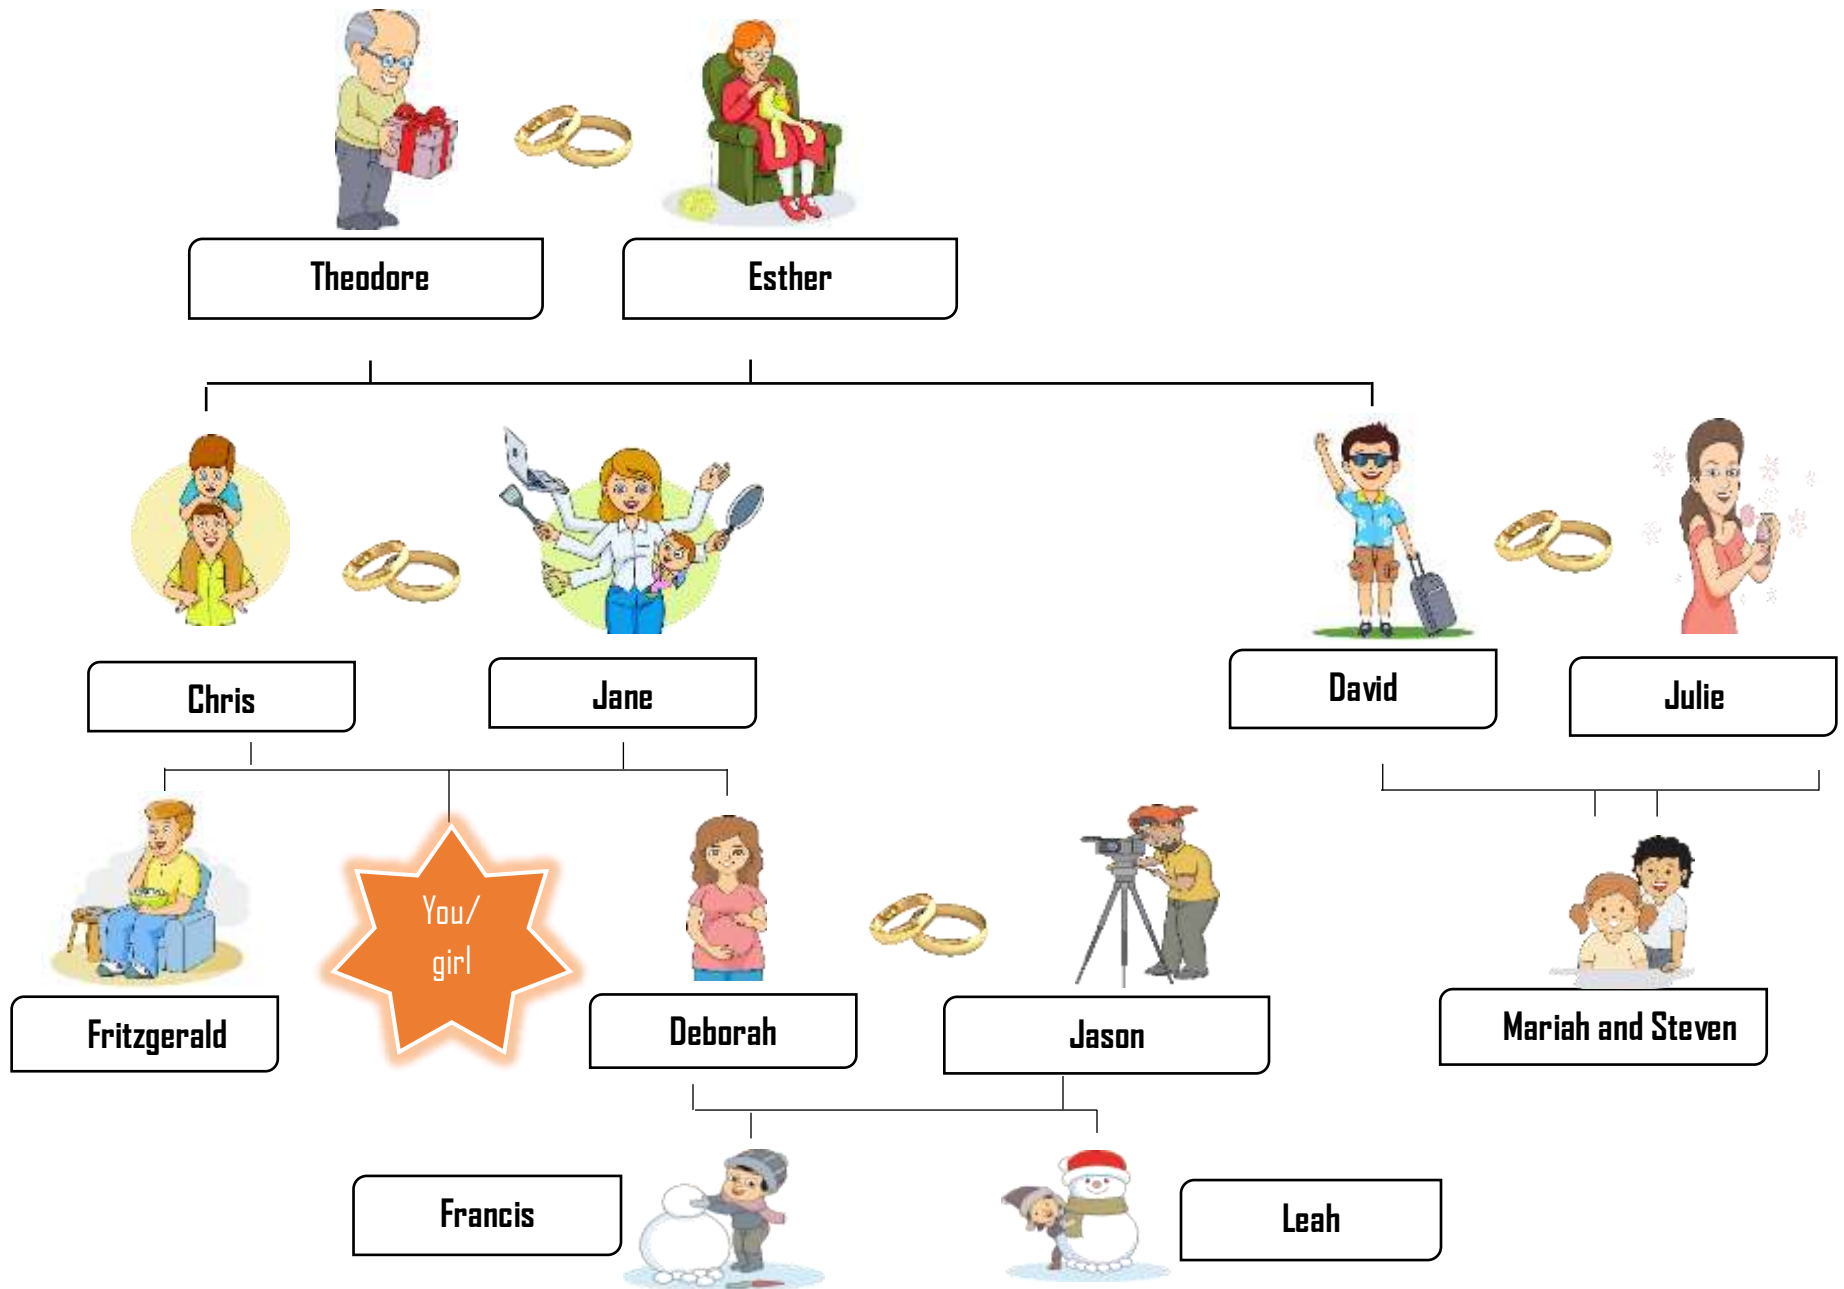 Theodore
Esther
Chris
Jane
David
Julie
You/
girl
Fritzgerald
Deborah
Jason
Mariah and Steven
Francis
Leah